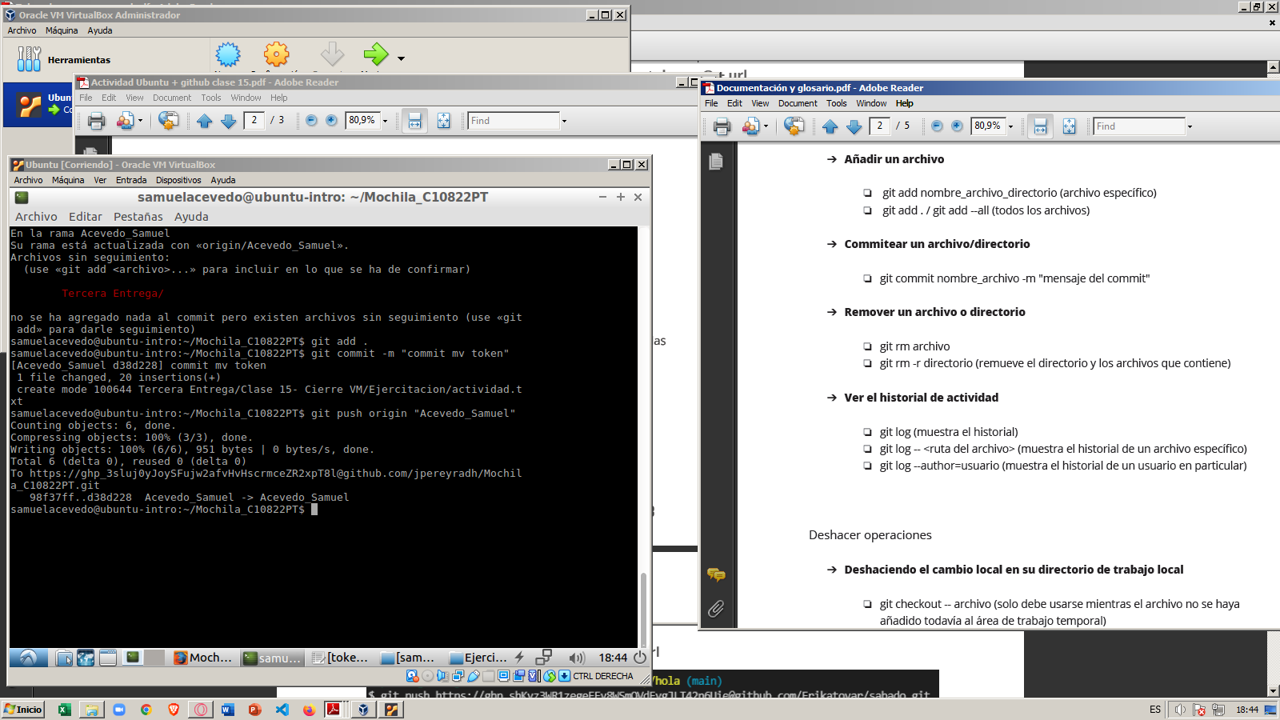 Oracle VM VirtualBox Administrador
Archivo Máquina Ayuda
Herramientas
Actividad Ubuntu + github clase 15.pdf - Adobe Reader
File Edit View Document Tools Window Help
2 / 3 80,9% Find
Ubuntu [Corriendo] - Oracle VM VirtualBox
Archivo Máquina Ver Entrada Dispositivos Ayuda
samuelacevedo@ubuntu-intro: ~/Mochila_C10822PT
Archivo Editar Pestañas Ayuda
En la rama Acevedo_Samuel
Su rama está actualizada con «origin/Acevedo_Samuel».
Archivos sin seguimiento:
(use «git add <archivo>...» para incluir en lo que se ha de confirmar)
Tercera Entrega/
no se ha agregado nada al commit pero existen archivos sin seguimiento (use «git
add» para darle seguimiento)
samuelacevedo@ubuntu-intro:~/Mochila_C10822PT$ git add .
samuelacevedo@ubuntu-intro:~/Mochila_C10822PT$ git commit -m "commit mv token"
[Acevedo_Samuel d38d228] commit mv token
1 file changed, 20 insertions(+)
create mode 100644 Tercera Entrega/Clase 15- Cierre VM/Ejercitacion/actividad.t
xt
samuelacevedo@ubuntu-intro:~/Mochila_C10822PT$ git push origin "Acevedo_Samuel"
Counting objects: 6, done.
Compressing objects: 100% (3/3), done.
Writing objects: 100% (6/6), 951 bytes | 0 bytes/s, done.
Total 6 (delta 0), reused 0 (delta 0)
To https://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@github.com/jpereyradh/Mochil
a_C10822PT.git
98f37ff..d38d228 Acevedo_Samuel -> Acevedo_Samuel
samuelacevedo@ubuntu-intro:~/Mochila_C10822PT$
Moch... samu... [toke... [sam... Ejerci... 18:44
CTRL DERECHA
Documentación y glosario.pdf - Adobe Reader
File Edit View Document Tools Window Help
2 / 5 80,9% Find
→ Añadir un archivo
❏ git add nombre_archivo_directorio (archivo específico)
❏ git add . / git add --all (todos los archivos)
→ Commitear un archivo/directorio
❏ git commit nombre_archivo -m "mensaje del commit"
→ Remover un archivo o directorio
❏ git rm archivo
❏ git rm -r directorio (remueve el directorio y los archivos que contiene)
→ Ver el historial de actividad
❏ git log (muestra el historial)
❏ git log -- <ruta del archivo> (muestra el historial de un archivo específico)
❏ git log --author=usuario (muestra el historial de un usuario en particular)
Deshacer operaciones
→ Deshaciendo el cambio local en su directorio de trabajo local
❏ git checkout -- archivo (solo debe usarse mientras el archivo no se haya
añadido todavia al área de trabajo temporal)
/hola (main)
Inicio
ES 18:44